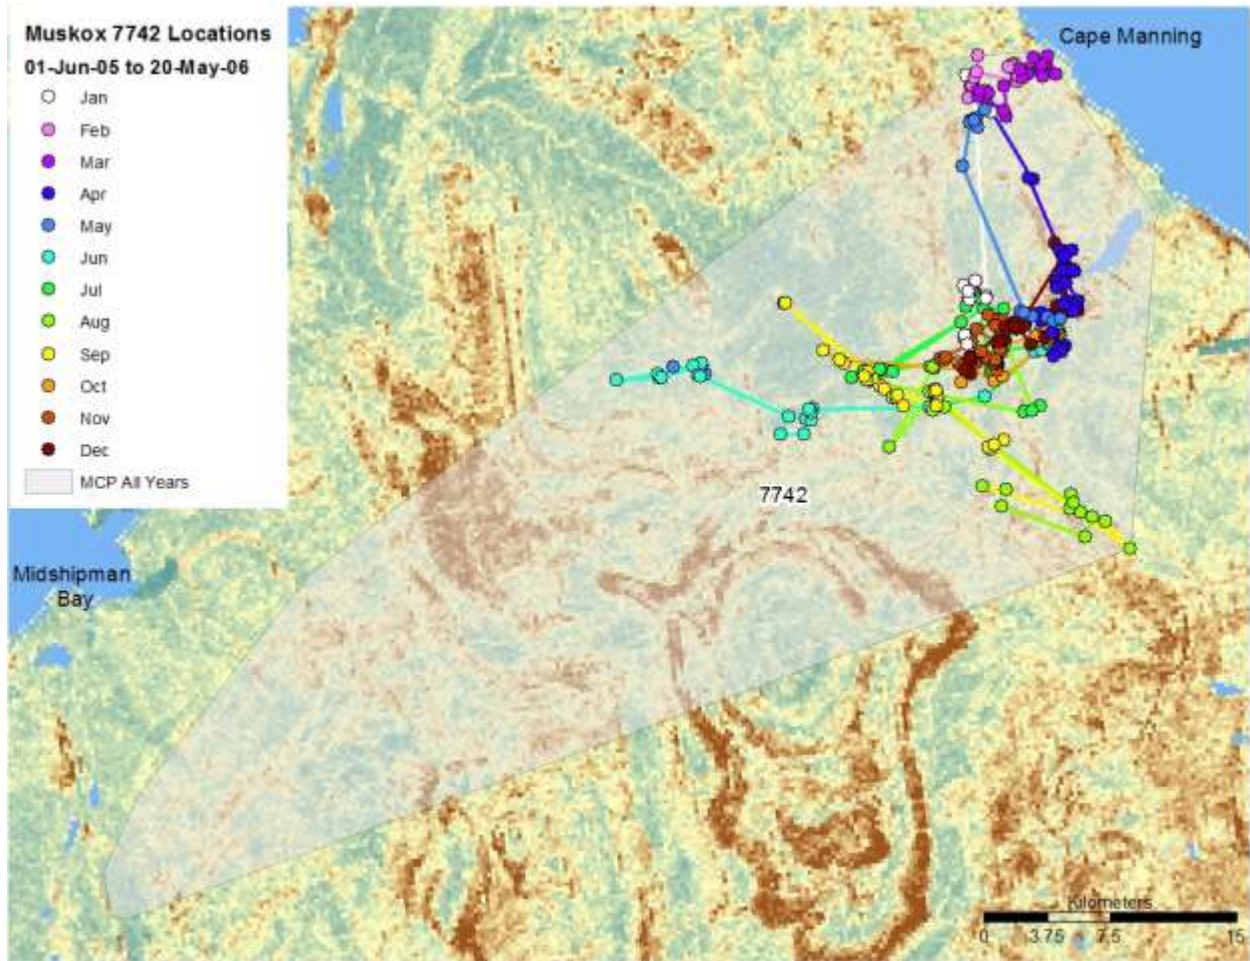 Muskox 7742 Locations
01-Jun-05 to 20-May-06
Jan
Feb
Mar
Apr
May
Jun
Jul
Aug
Sep
Oct
Nov
Dec
MCP All Years
Cape Manning
7742
Midshipman
Bay
Kilometers
0 3.75 7.5 15